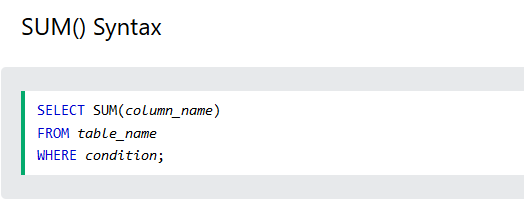 SUM() Syntax
SELECT SUM(column_name)
FROM table_name
WHERE condition;